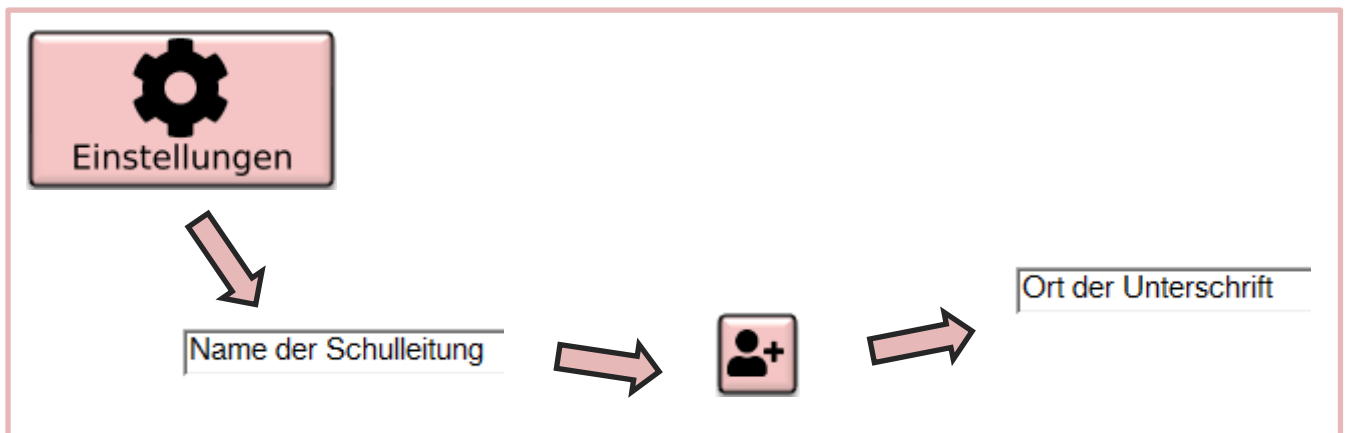 Einstellungen
Name der Schulleitung
Ort der Unterschrift